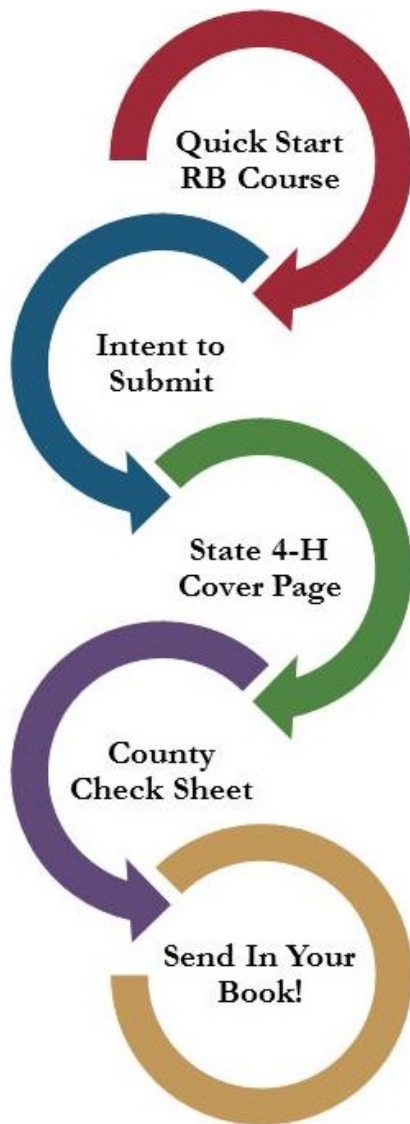 Quick Start
RB Course
Intent to
Submit
State 4-H
Cover Page
County
Check Sheet
Send In Your
Book!